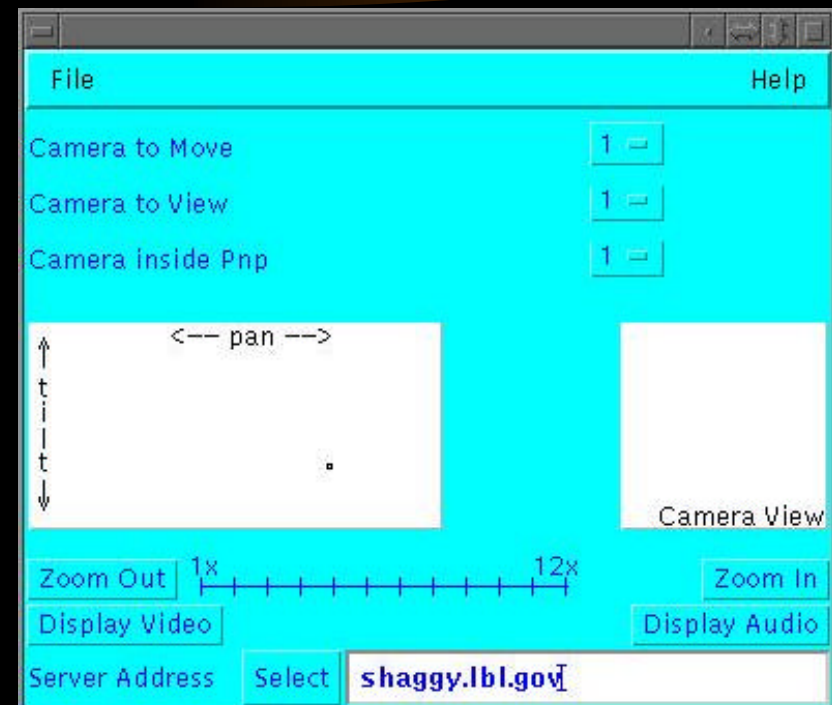 File Help
Camera to Move 1
Camera to View 1
Camera inside Pnp 1
<-- pan -->
tilt
Camera View
Zoom Out 1x 12x Zoom In
Display Video Display Audio
Server Address Select shaggy.lbl.gov